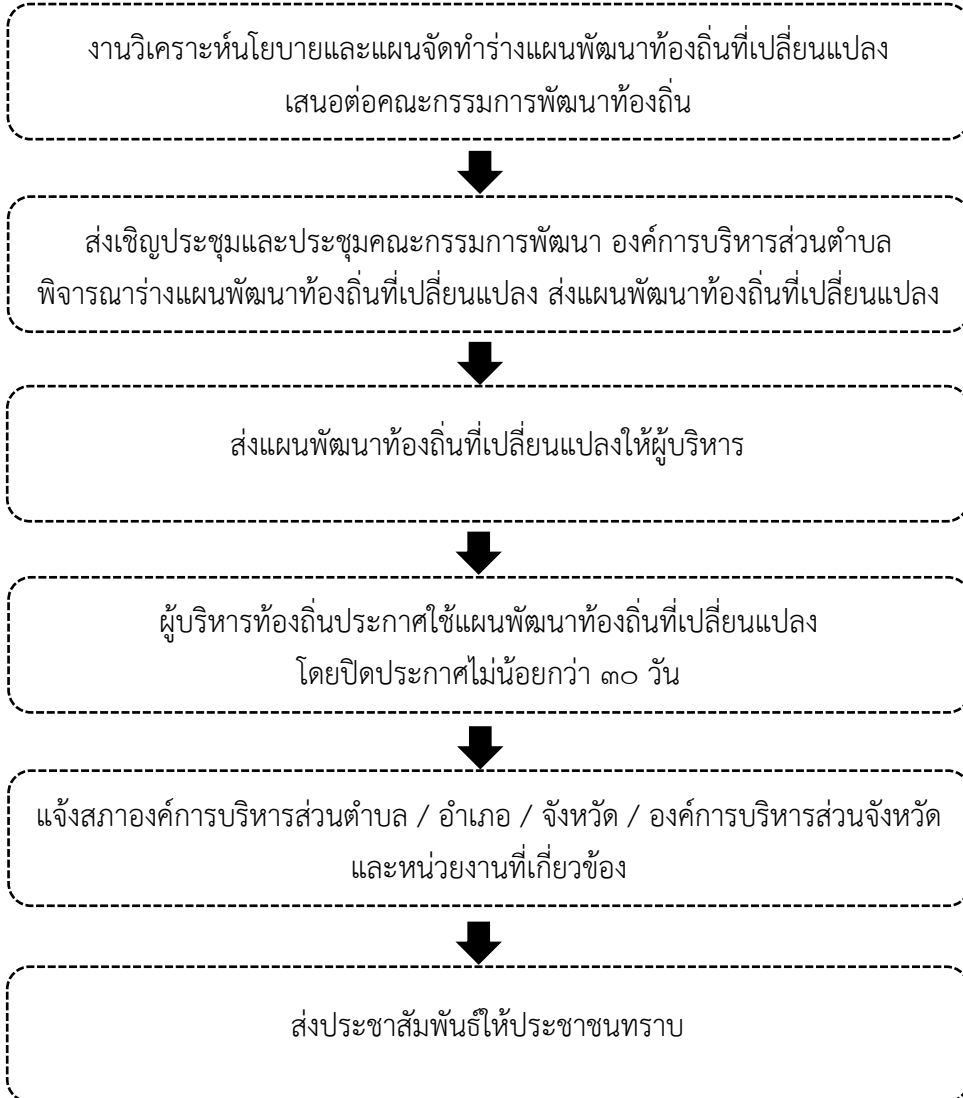 งานวิเคราะห์นโยบายและแผนจัดทำร่างแผนพัฒนาท้องถิ่นที่เปลี่ยนแปลง
เสนอต่อคณะกรรมการพัฒนาท้องถิ่น
ส่งเชิญประชุมและประชุมคณะกรรมการพัฒนา องค์การบริหารส่วนตำบล
พิจารณาร่างแผนพัฒนาท้องถิ่นที่เปลี่ยนแปลง ส่งแผนพัฒนาท้องถิ่นที่เปลี่ยนแปลง
ส่งแผนพัฒนาท้องถิ่นที่เปลี่ยนแปลงให้ผู้บริหาร
ผู้บริหารท้องถิ่นประกาศใช้แผนพัฒนาท้องถิ่นที่เปลี่ยนแปลง
โดยปิดประกาศไม่น้อยกว่า ๓๐ วัน
แจ้งสภาองค์การบริหารส่วนตำบล / อำเภอ / จังหวัด / องค์การบริหารส่วนจังหวัด
และหน่วยงานที่เกี่ยวข้อง
ส่งประชาสัมพันธ์ให้ประชาชนทราบ